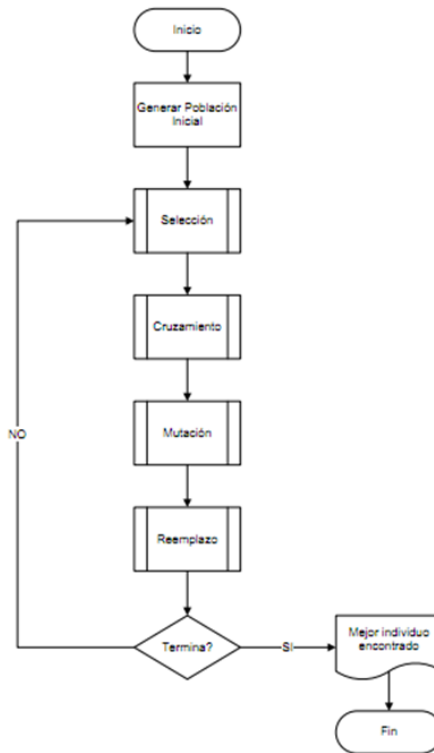 Inicio
Generar Población
Inicial
Selección
Cruzamiento
NO
Mutación
Reemplazo
Termina?
SI
Mejor individuo
encontrado
Fin